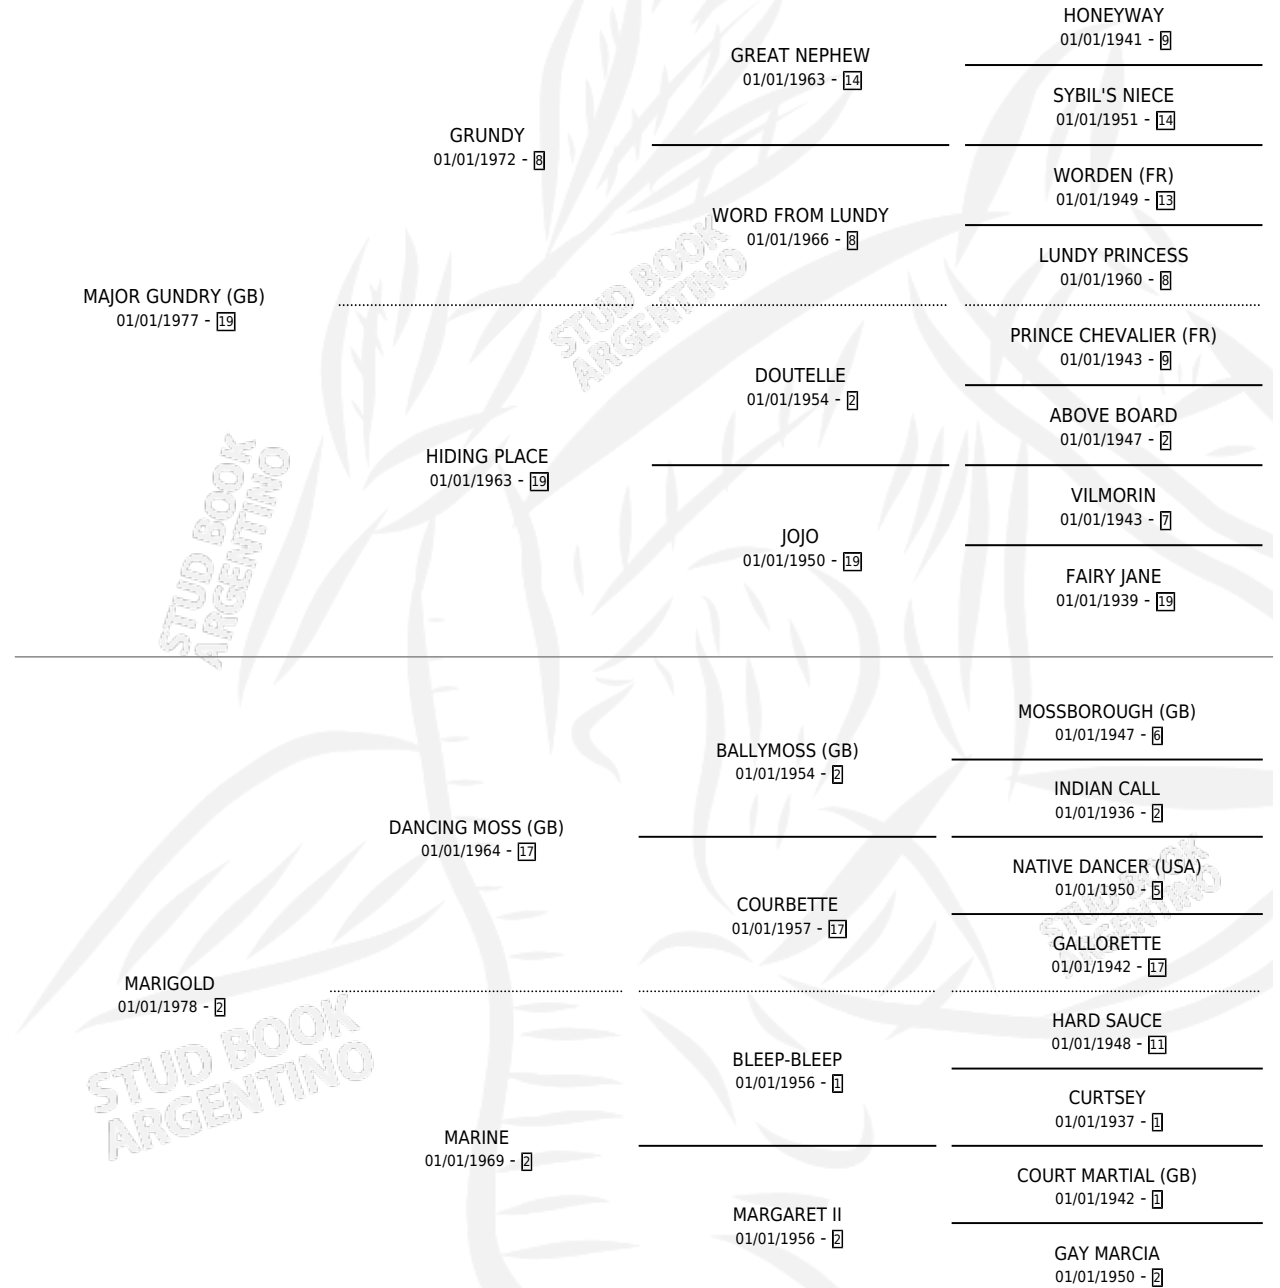 HONEYWAY
01/01/1941 - 9
GREAT NEPHEW
01/01/1963 - 14
SYBIL'S NIECE
01/01/1951 - 14
GRUNDY
01/01/1972 - 8
WORDEN (FR)
01/01/1949 - 13
WORD FROM LUNDY
01/01/1966 - 8
LUNDY PRINCESS
01/01/1960 - 8
MAJOR GUNDRY (GB)
01/01/1977 - 19
STUD BOOK
ARGENTINO
PRINCE CHEVALIER (FR)
01/01/1943 - 9
DOUTELLE
01/01/1954 - 2
ABOVE BOARD
01/01/1947 - 2
HIDING PLACE
01/01/1963 - 19
VILMORIN
01/01/1943 - 7
JOJO
01/01/1950 - 19
FAIRY JANE
01/01/1939 - 19
STUD BOOK
ARGENTINO
MOSSBOROUGH (GB)
01/01/1947 - 6
BALLYMOSS (GB)
01/01/1954 - 2
INDIAN CALL
01/01/1936 - 2
DANCING MOSS (GB)
01/01/1964 - 17
NATIVE DANCER (USA)
01/01/1950 - 5
COURBETTE
01/01/1957 - 17
GALLORETTE
01/01/1942 - 17
STUD BOOK
ARGENTINO
MARIGOLD
01/01/1978 - 2
HARD SAUCE
01/01/1948 - 11
BLEEP-BLEEP
01/01/1956 - 1
CURTSEY
01/01/1937 - 1
STUD BOOK
ARGENTINO
MARINE
01/01/1969 - 2
COURT MARTIAL (GB)
01/01/1942 - 1
MARGARET II
01/01/1956 - 2
GAY MARCIA
01/01/1950 - 2